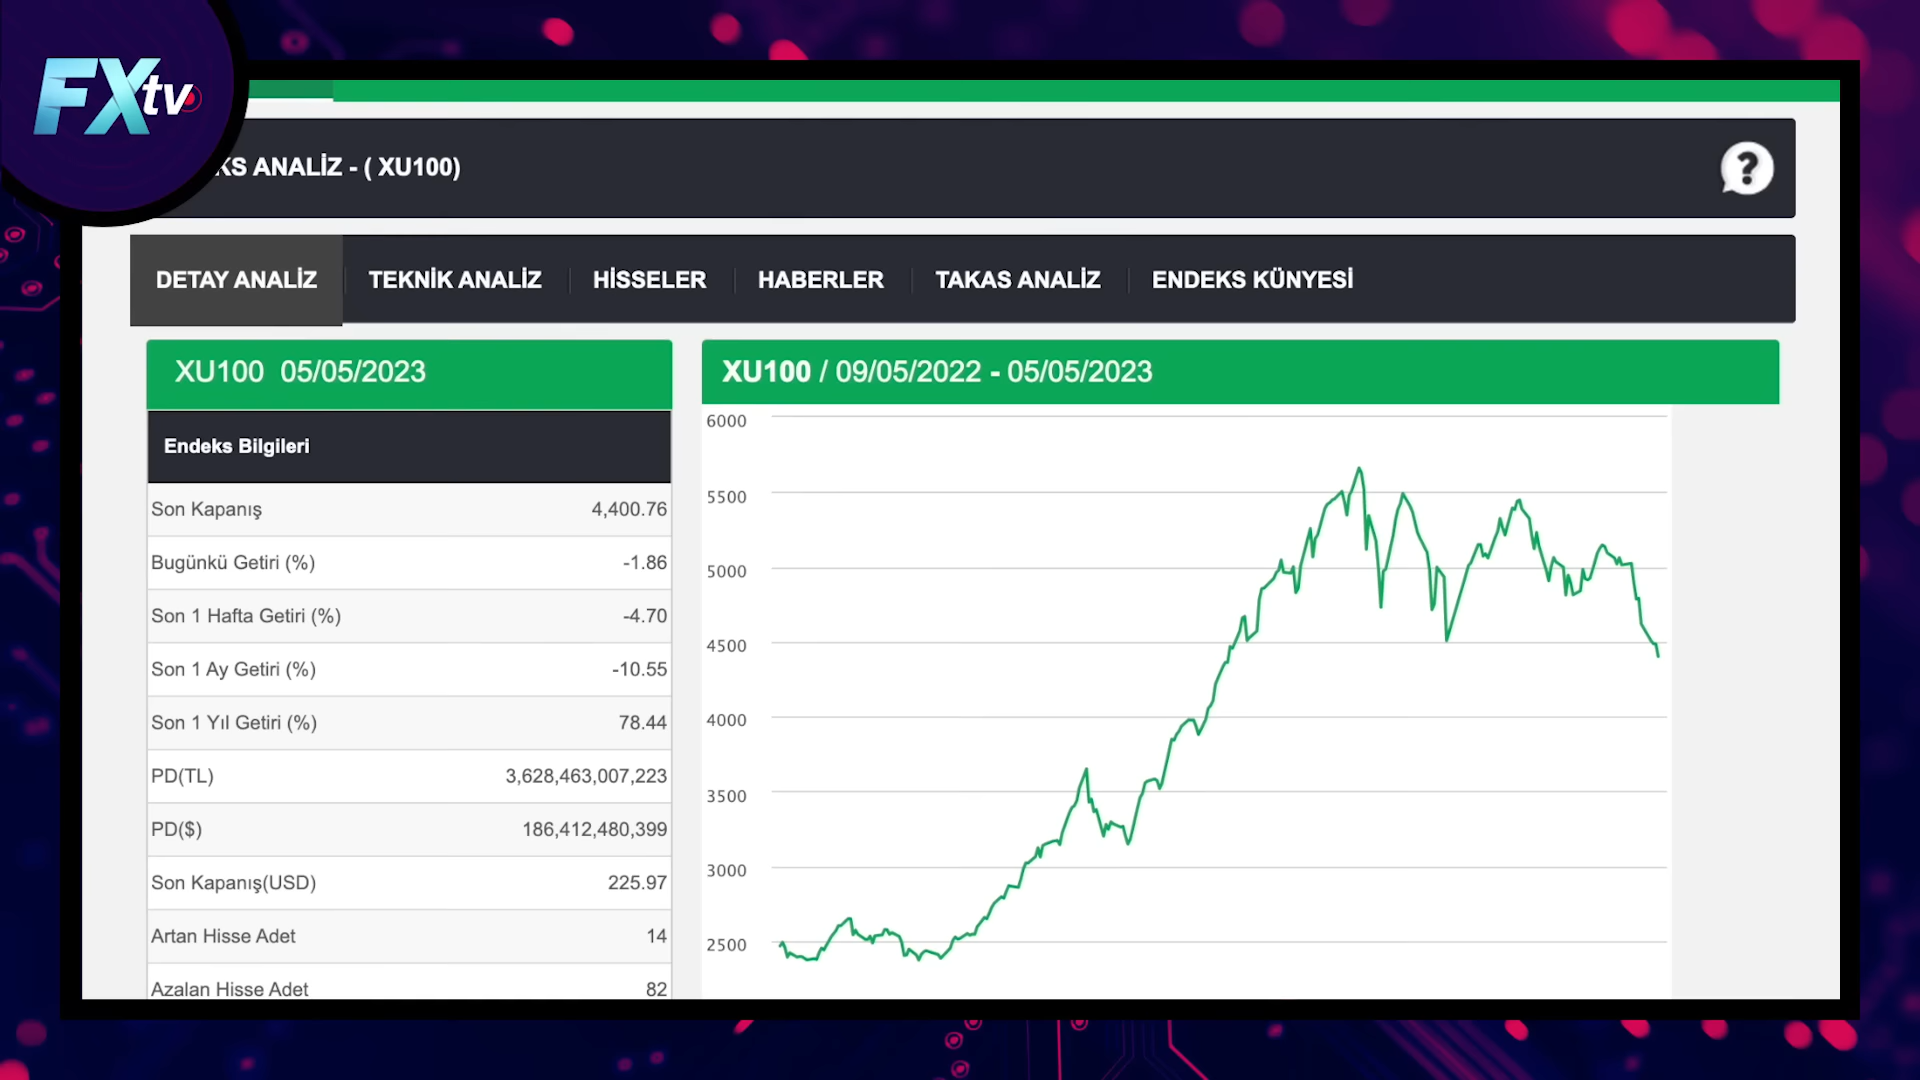 FXtv
KS ANALİZ - ( XU100)
?
DETAY ANALİZ TEKNİK ANALİZ HİSSELER HABERLER TAKAS ANALİZ ENDEKS KÜNYESİ
XU100 05/05/2023
Endeks Bilgileri
Son Kapanış 4,400.76
Bugünkü Getiri (%) -1.86
Son 1 Hafta Getiri (%) -4.70
Son 1 Ay Getiri (%) -10.55
Son 1 Yıl Getiri (%) 78.44
PD(TL) 3,628,463,007,223
PD($) 186,412,480,399
Son Kapanış(USD) 225.97
Artan Hisse Adet 14
Azalan Hisse Adet 82
XU100 / 09/05/2022 - 05/05/2023
6000
5500
5000
4500
4000
3500
3000
2500